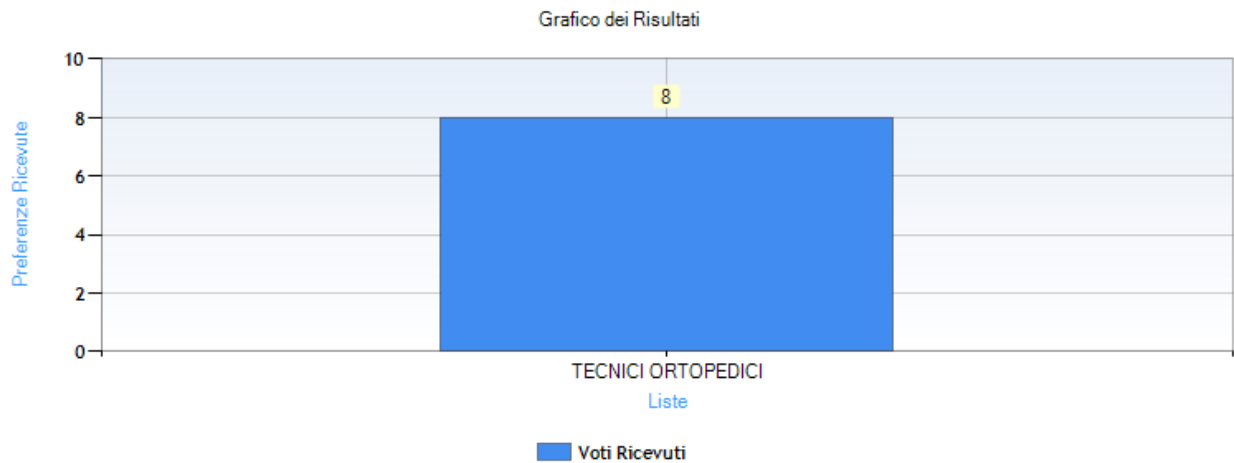 Grafico dei Risultati
Preferenze Ricevute
10
8
6
4
2
0
8
TECNICI ORTOPEDICI
Liste
Voti Ricevuti